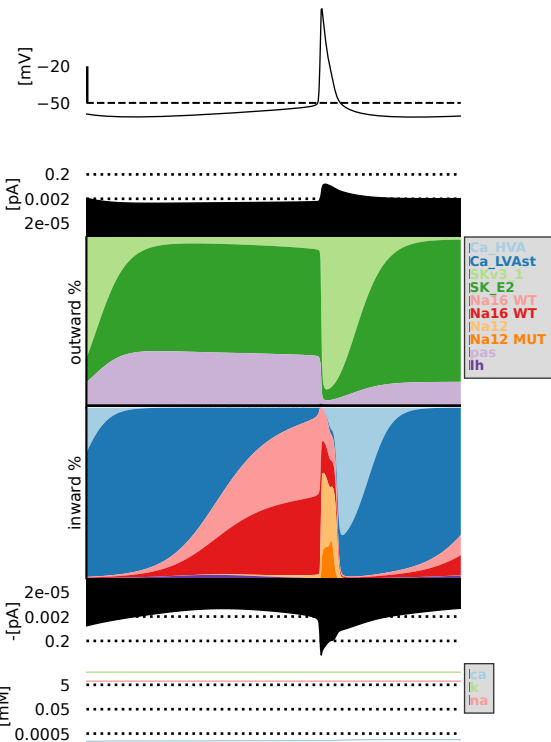 [mV]
−20
−50
[pA]
0.2
0.002
2e-05
outward %
Ca_HVA
Ca_LVAst
SKv3_1
SK_E2
Na16 WT
Na16 WT
Na12
Na12 MUT
pas
Ih
inward %
-[pA]
2e-05
0.002
0.2
[mM]
5
0.05
0.0005
ca
k
na